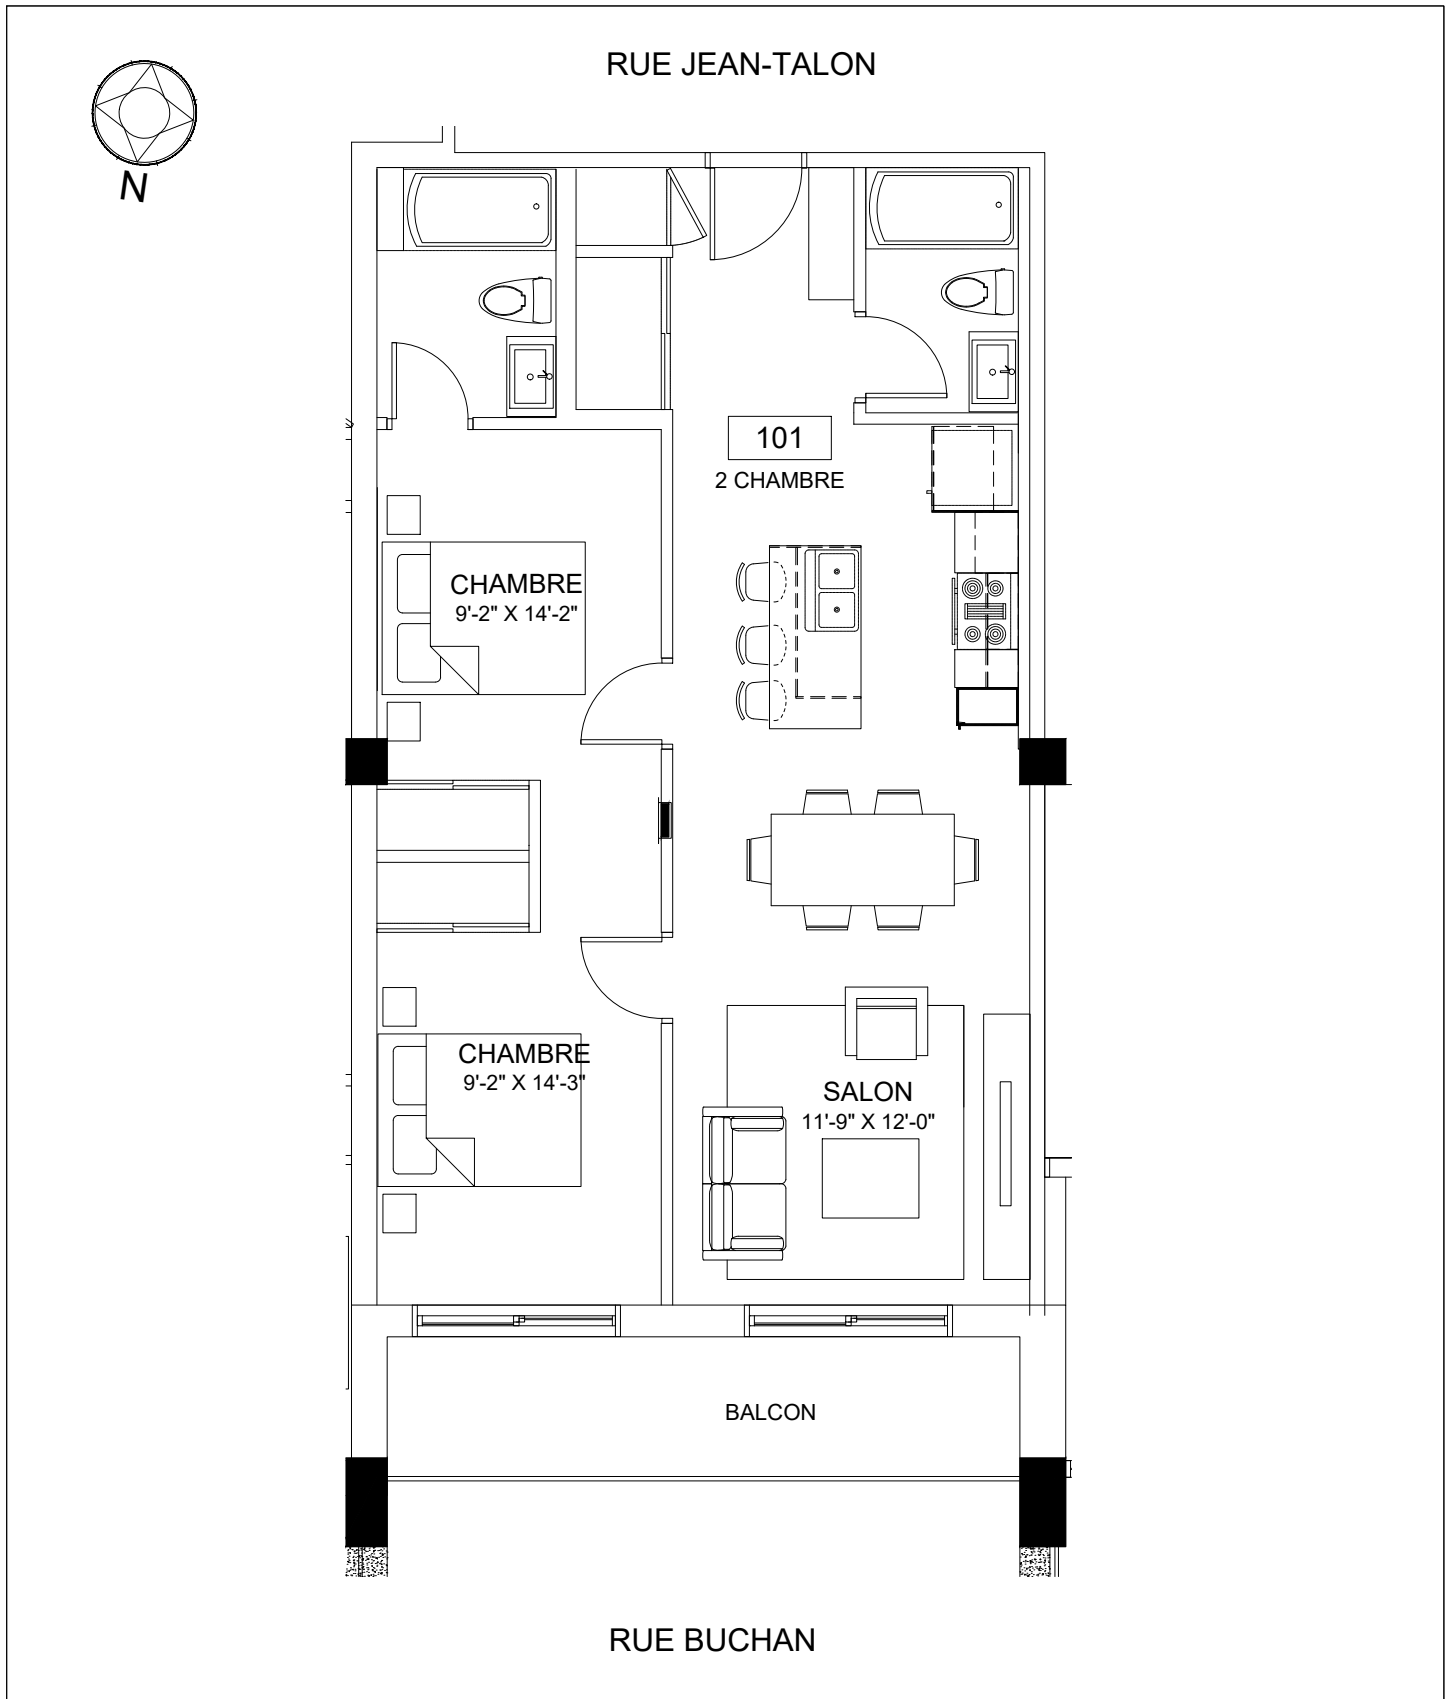 RUE JEAN-TALON
N
101
2 CHAMBRE
CHAMBRE
9'-2" X 14'-2"
CHAMBRE
9'-2" X 14'-3"
SALON
11'-9" X 12'-0"
BALCON
RUE BUCHAN